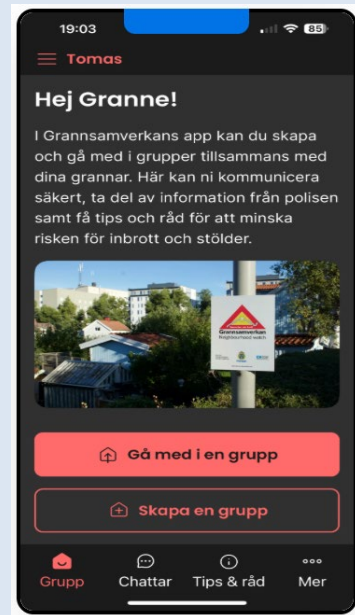 19:03
85
Tomas
Hej Granne!
I Grannsamverkans app kan du skapa
och gå med i grupper tillsammans med
dina grannar. Här kan ni kommunicera
säkert, ta del av information från polisen
samt få tips och råd för att minska
risken för inbrott och stölder.
Grannsamverkan
Neighbourhood watch
Gå med i en grupp
Skapa en grupp
Grupp
Chattar
Tips & råd
Mer